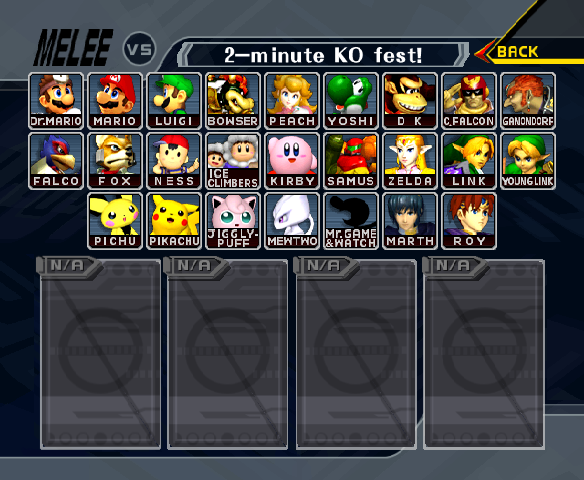 MELEE VS 2-minute KO fest! BACK
Dr.MARIO MARIO LUIGI BOWSER PEACH YOSHI D K C.FALCON GANONDORF
FALCO FOX NESS ICE CLIMBERS KIRBY SAMUS ZELDA LINK YOUNG LINK
PICHU PIKACHU JIGGLY-PUFF MEWTWO Mr.GAME & WATCH MARTH ROY
N/A N/A N/A N/A